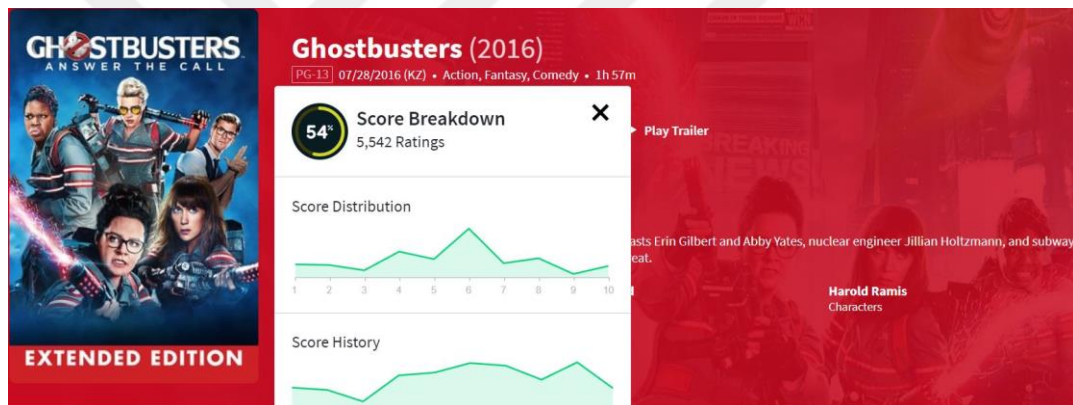 GHOSTBUSTERS
ANSWER THE CALL
EXTENDED EDITION
Ghostbusters (2016)
PG-13 07/28/2016 (KZ) • Action, Fantasy, Comedy • 1h 57m
54%
Score Breakdown
5,542 Ratings
Play Trailer
Score Distribution
1 2 3 4 5 6 7 8 9 10
Score History
asts Erin Gilbert and Abby Yates, nuclear engineer Jillian Holtzmann, and subway
eat.
Harold Ramis
Characters
BREAKING
NEWS